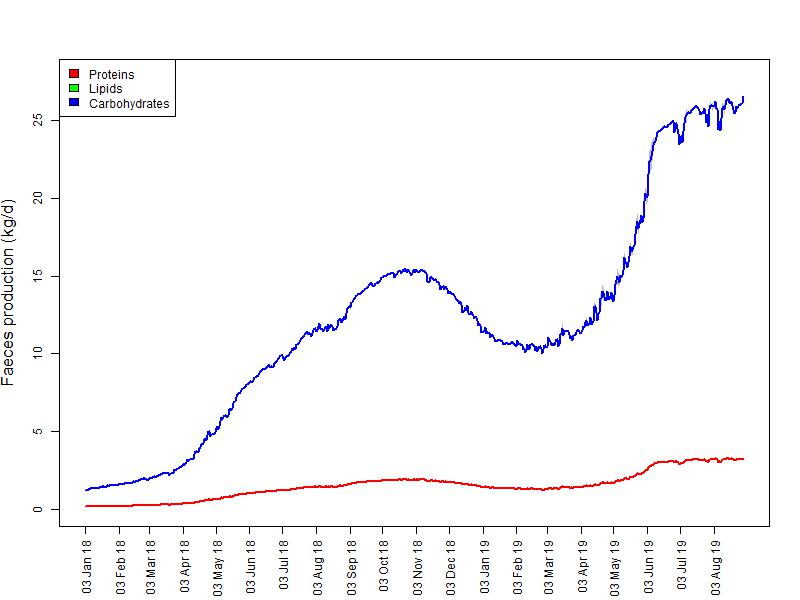 Proteins
Lipids
Carbohydrates
Faeces production (kg/d)
25
20
15
10
5
0
03 Jan 18
03 Feb 18
03 Mar 18
03 Apr 18
03 May 18
03 Jun 18
03 Jul 18
03 Aug 18
03 Sep 18
03 Oct 18
03 Nov 18
03 Dec 18
03 Jan 19
03 Feb 19
03 Mar 19
03 Apr 19
03 May 19
03 Jun 19
03 Jul 19
03 Aug 19